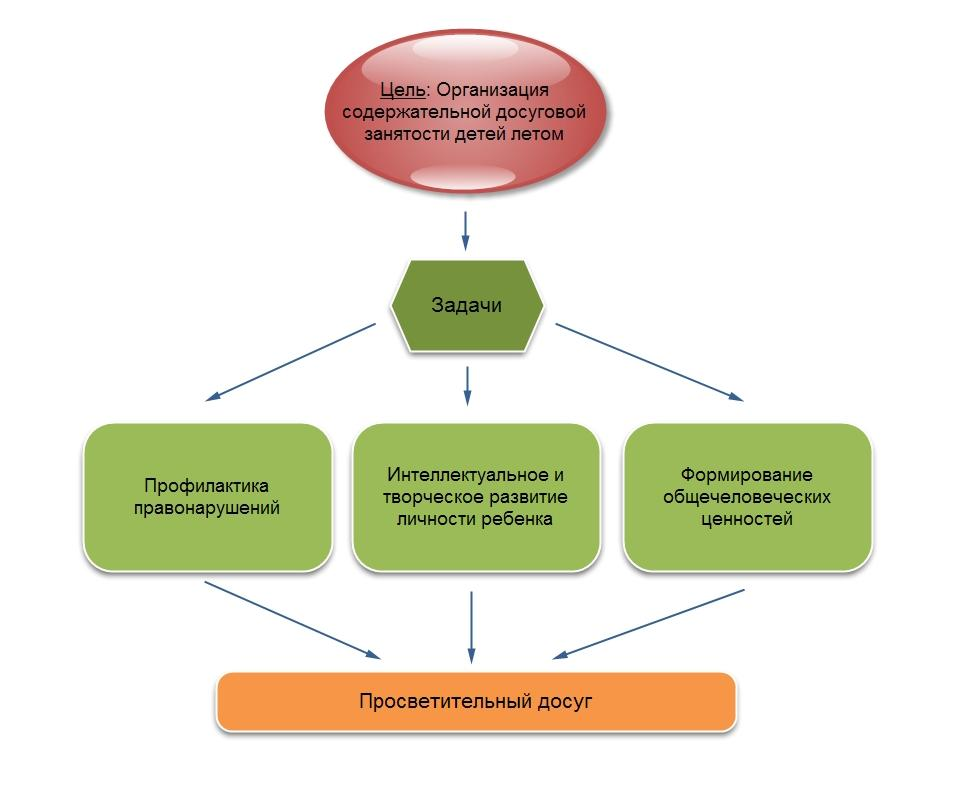 Цель: Организация
содержательной досуговой
занятости детей летом
Задачи
Профилактика
правонарушений
Интеллектуальное и
творческое развитие
личности ребенка
Формирование
общечеловеческих
ценностей
Просветительный досуг